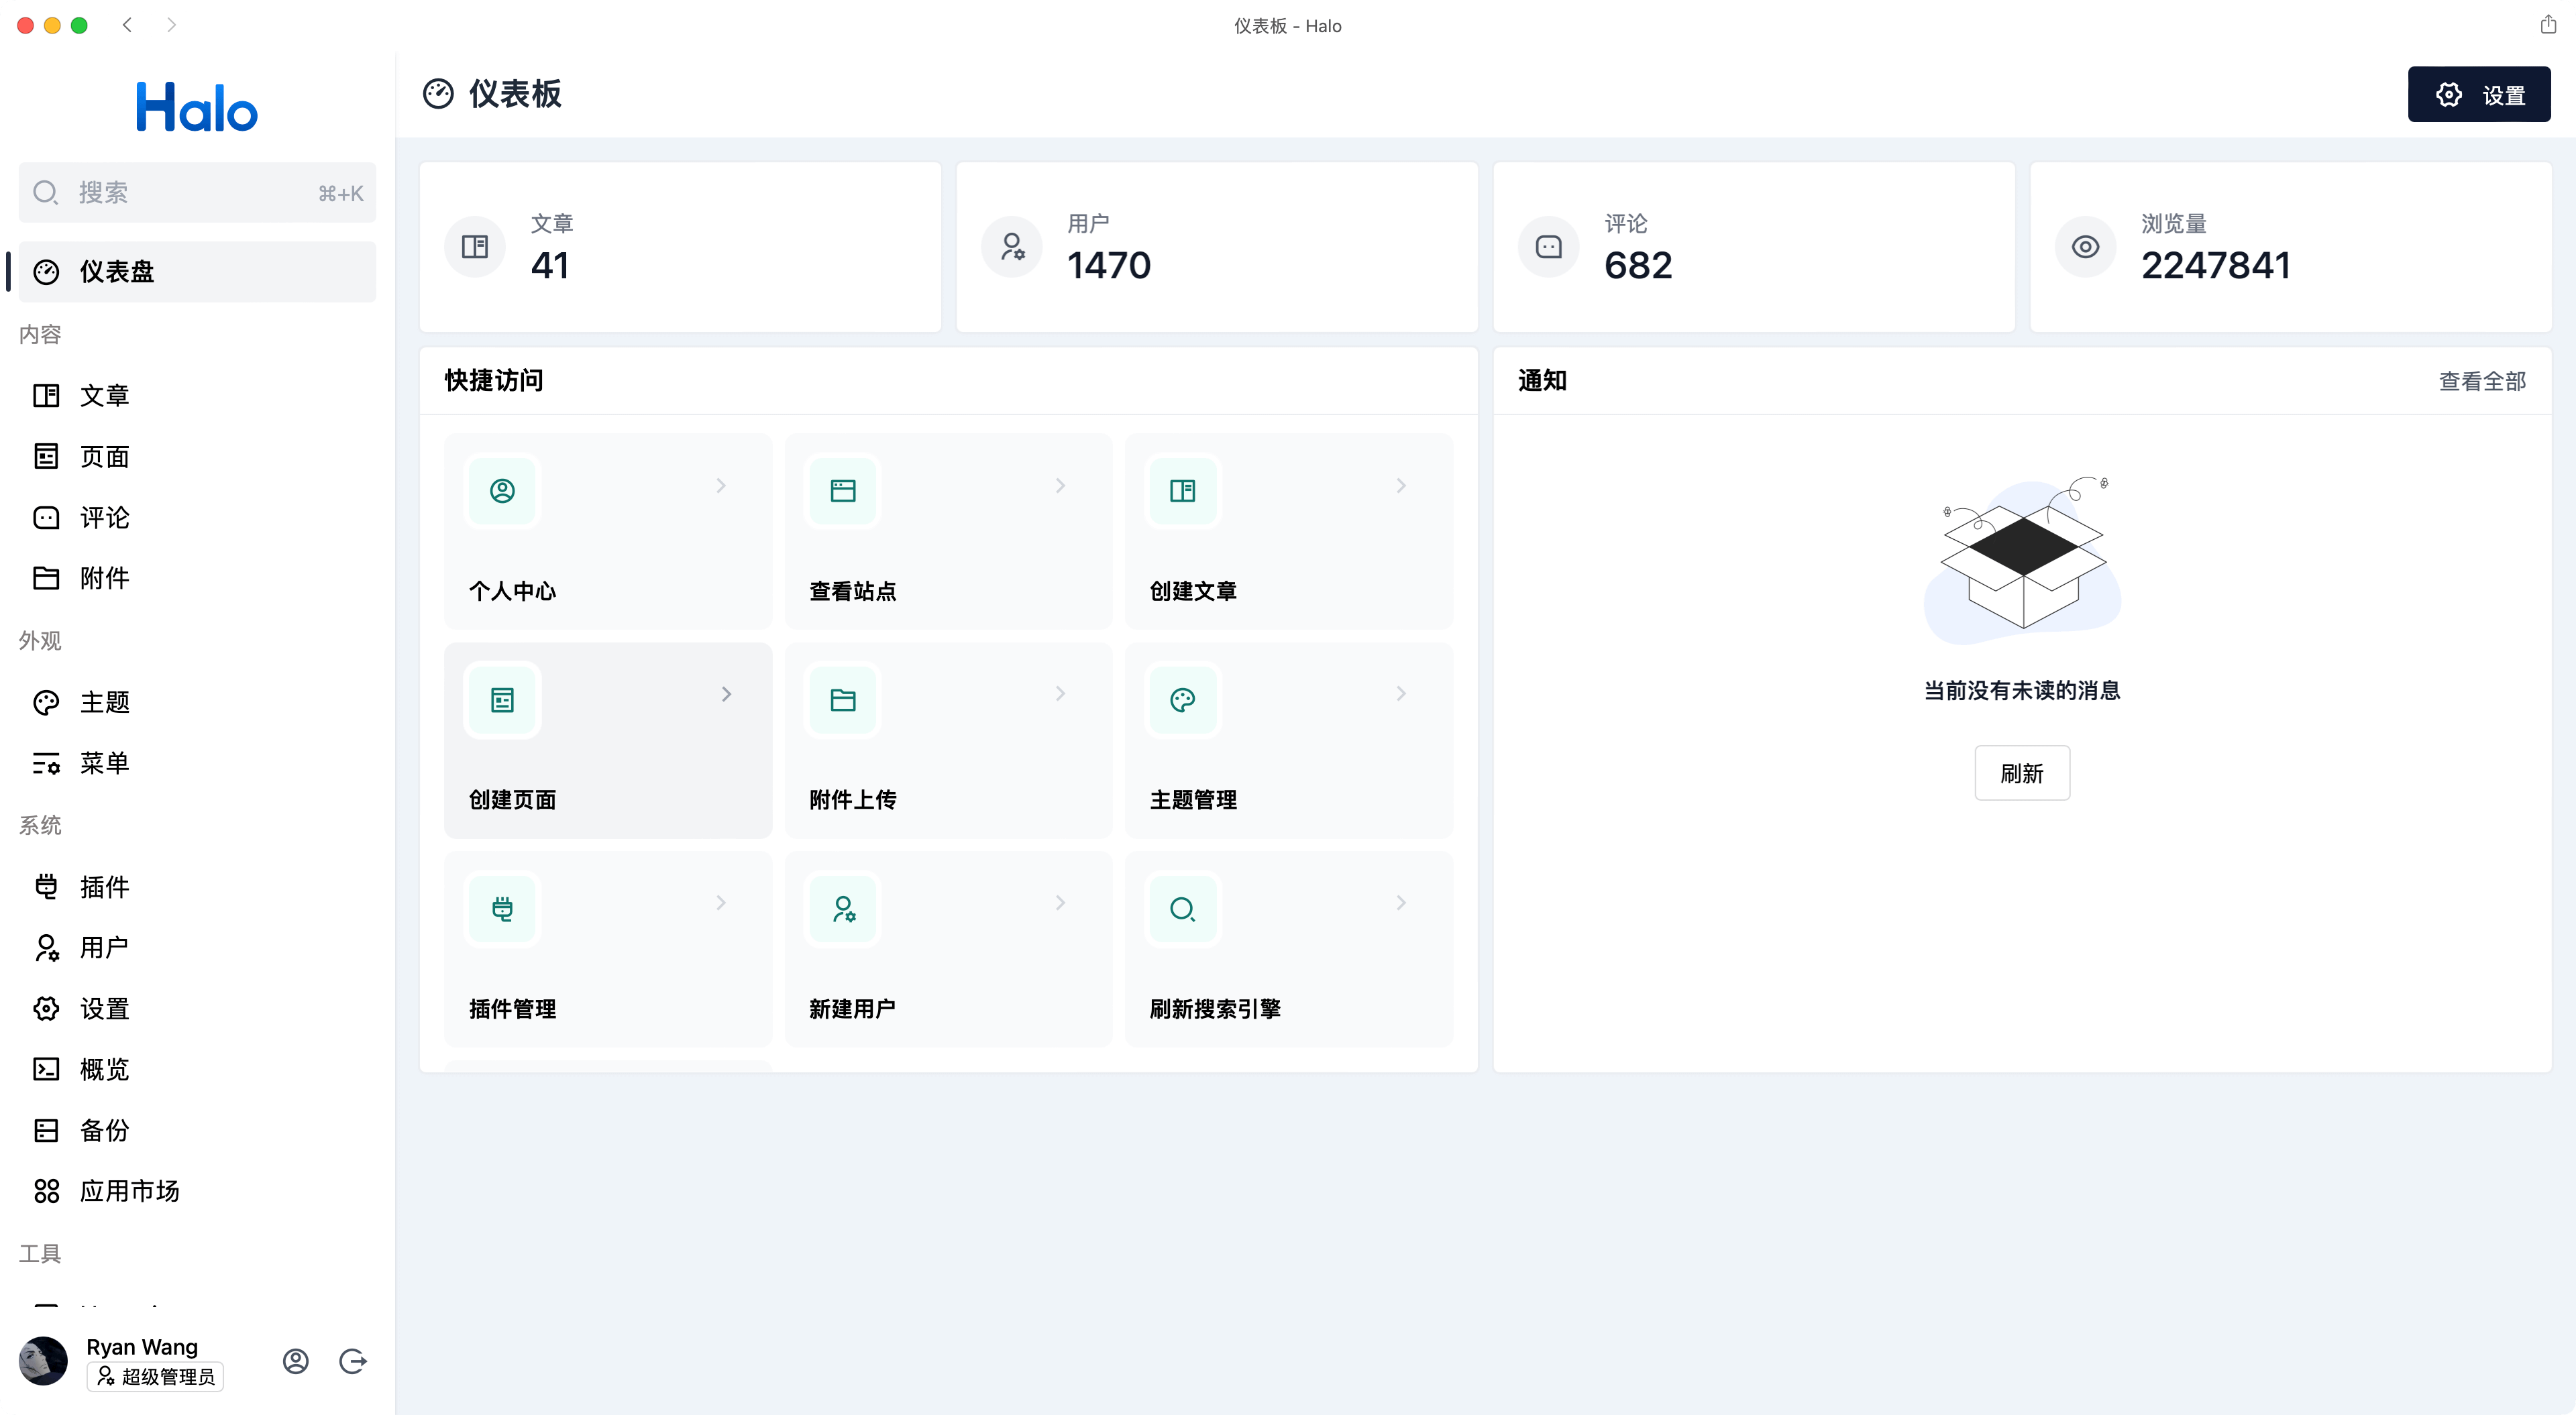 仪表板 - Halo
Halo
搜索 ⌘+K
仪表盘
内容
文章
页面
评论
附件
外观
主题
菜单
系统
插件
用户
设置
概览
备份
应用市场
工具
Ryan Wang
超级管理员
仪表板
设置
文章
41
用户
1470
评论
682
浏览量
2247841
快捷访问
个人中心
查看站点
创建文章
创建页面
附件上传
主题管理
插件管理
新建用户
刷新搜索引擎
通知
查看全部
当前没有未读的消息
刷新